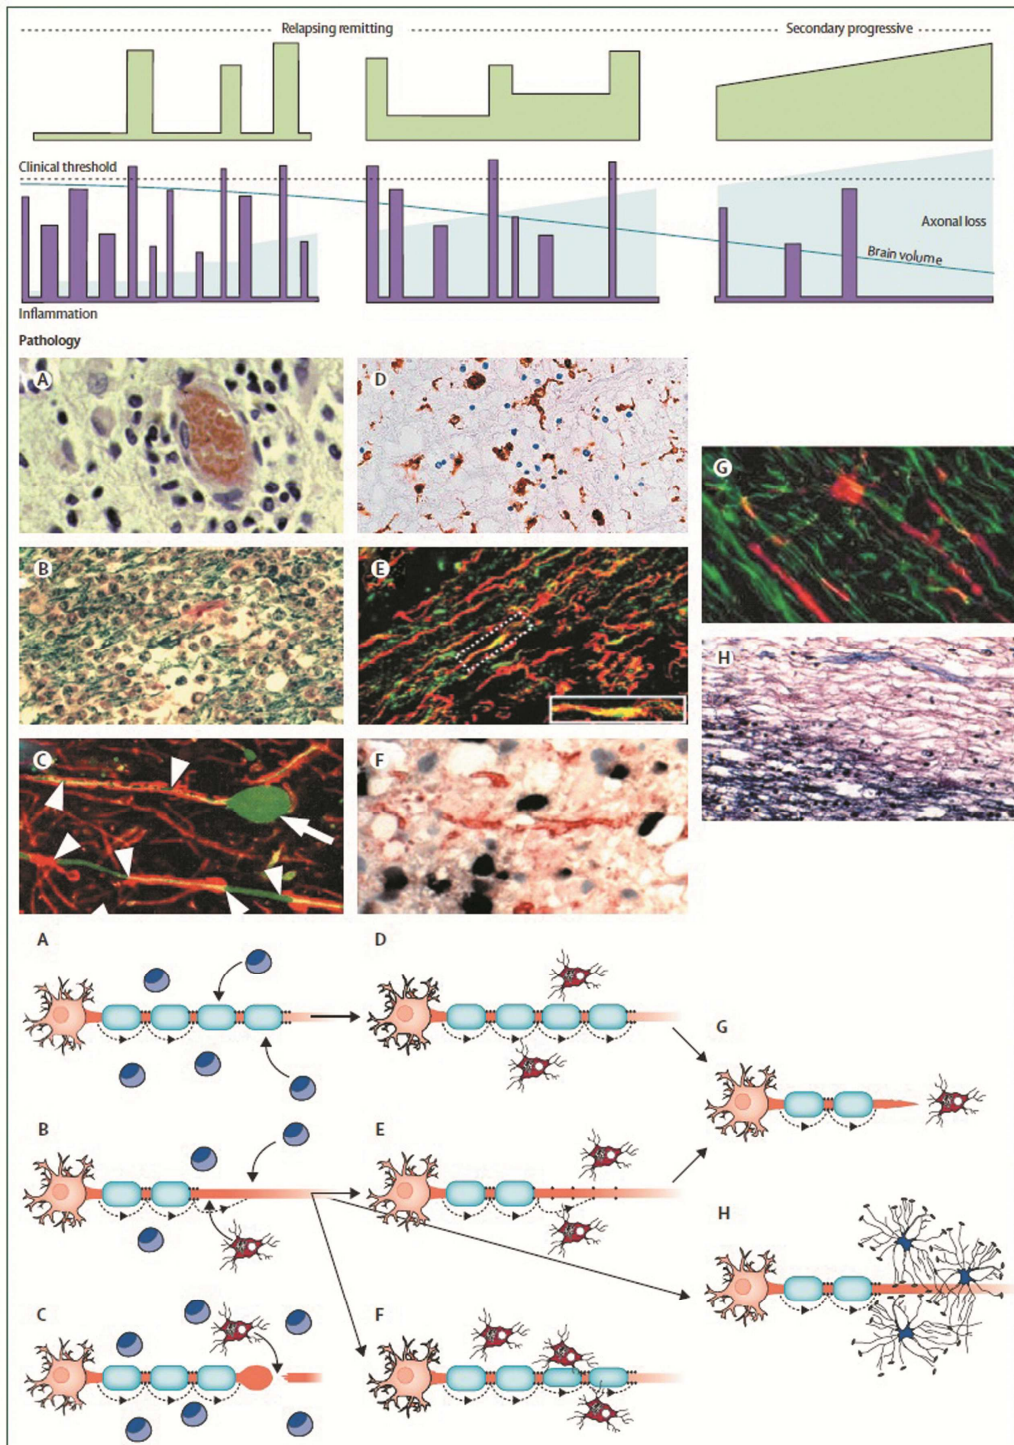 Relapsing remitting
Secondary progressive
Clinical threshold
Axonal loss
Brain volume
Inflammation
Pathology
A
D
G
B
E
H
C
F
A
D
G
B
E
H
C
F